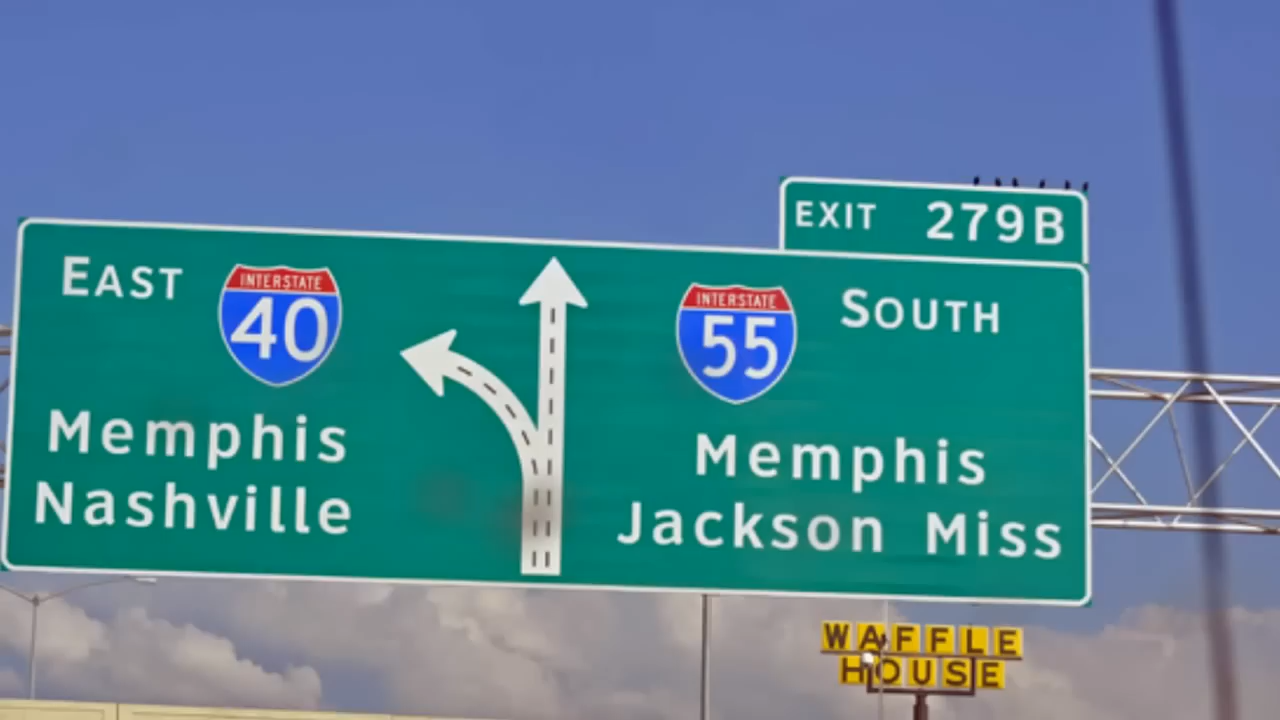 EXIT 279B
EAST INTERSTATE 40
Memphis
Nashville
INTERSTATE 55 SOUTH
Memphis
Jackson Miss
WAFFLE
HOUSE